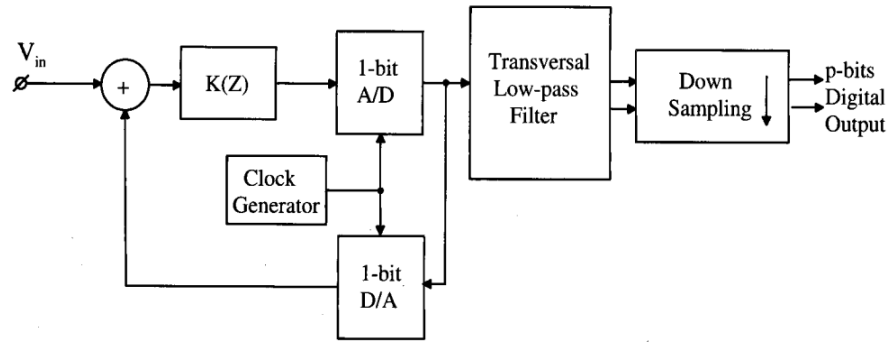 V_in
+
K(Z)
1-bit
A/D
Transversal
Low-pass
Filter
Down
Sampling
p-bits
Digital
Output
Clock
Generator
1-bit
D/A